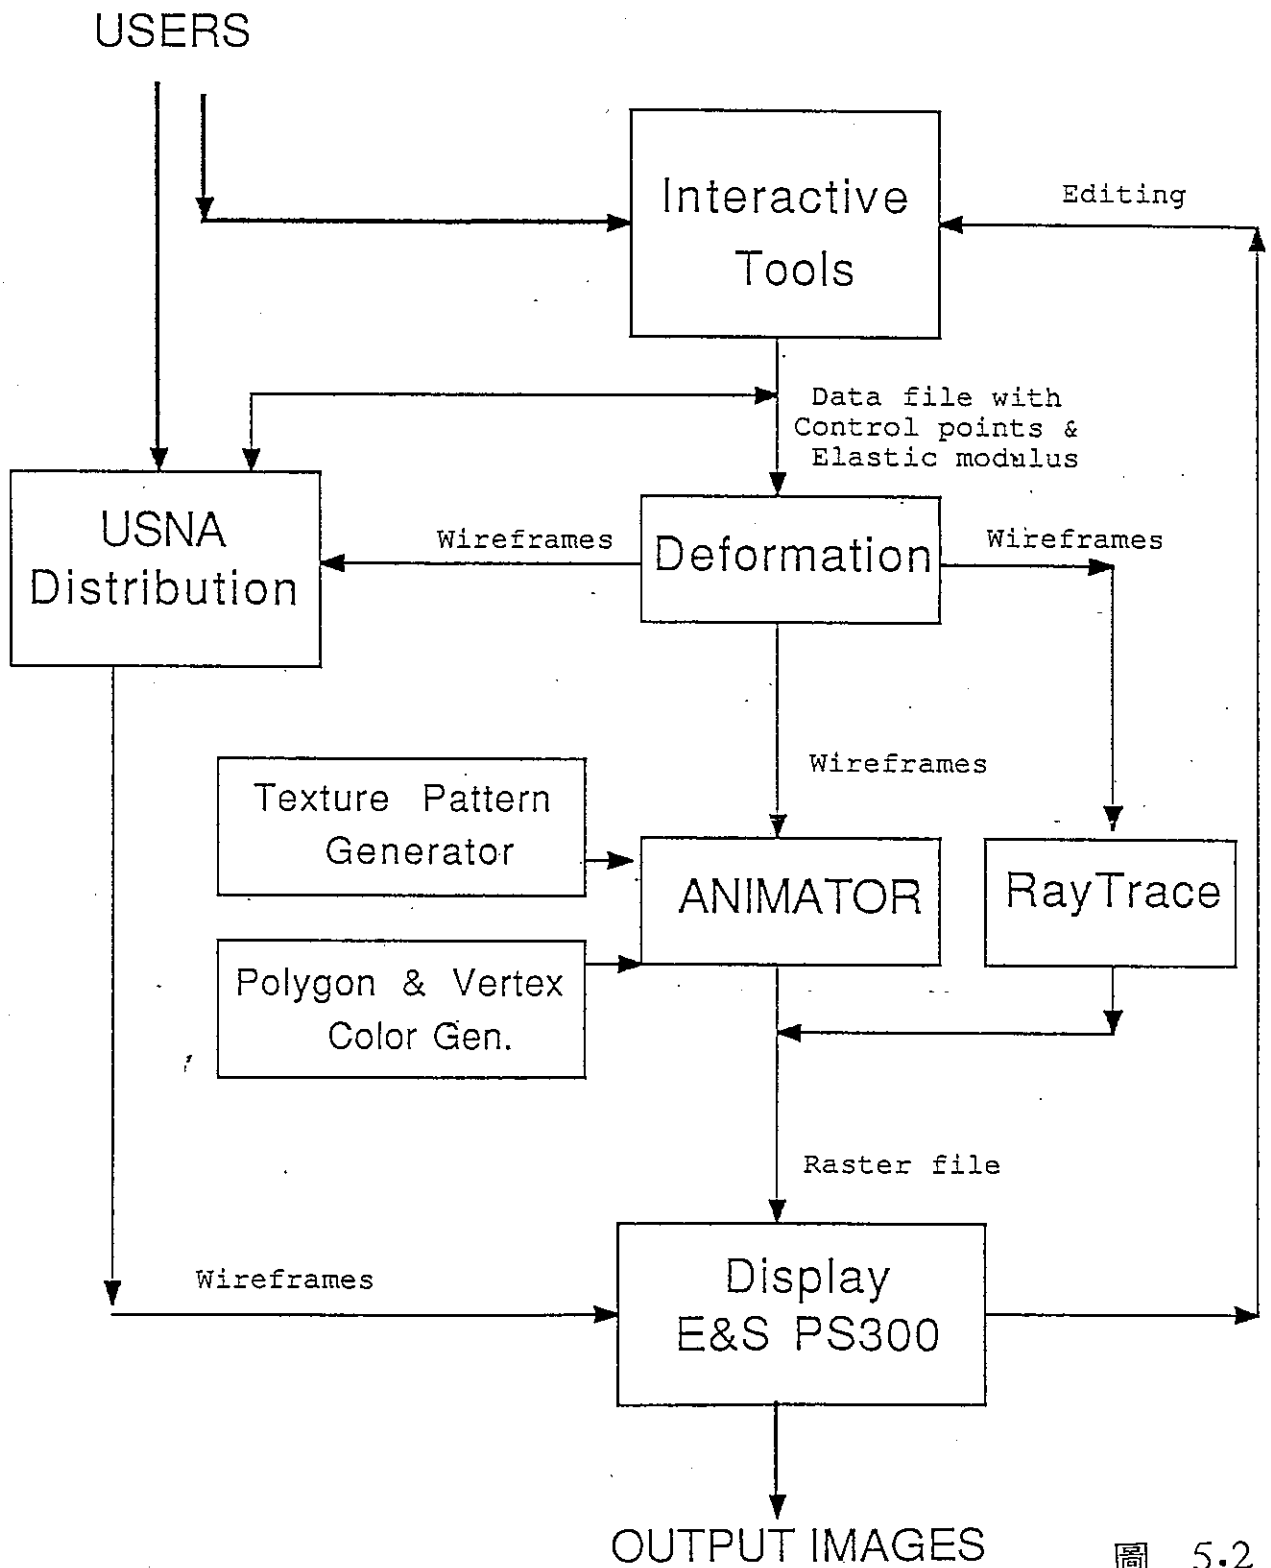 USERS
Interactive
Tools
Editing
Data file with
Control points &
Elastic modulus
USNA
Distribution
Wireframes
Deformation
Wireframes
Wireframes
Texture Pattern
Generator
ANIMATOR
RayTrace
Polygon & Vertex
Color Gen.
Raster file
Wireframes
Display
E&S PS300
OUTPUT IMAGES
圖 5.2